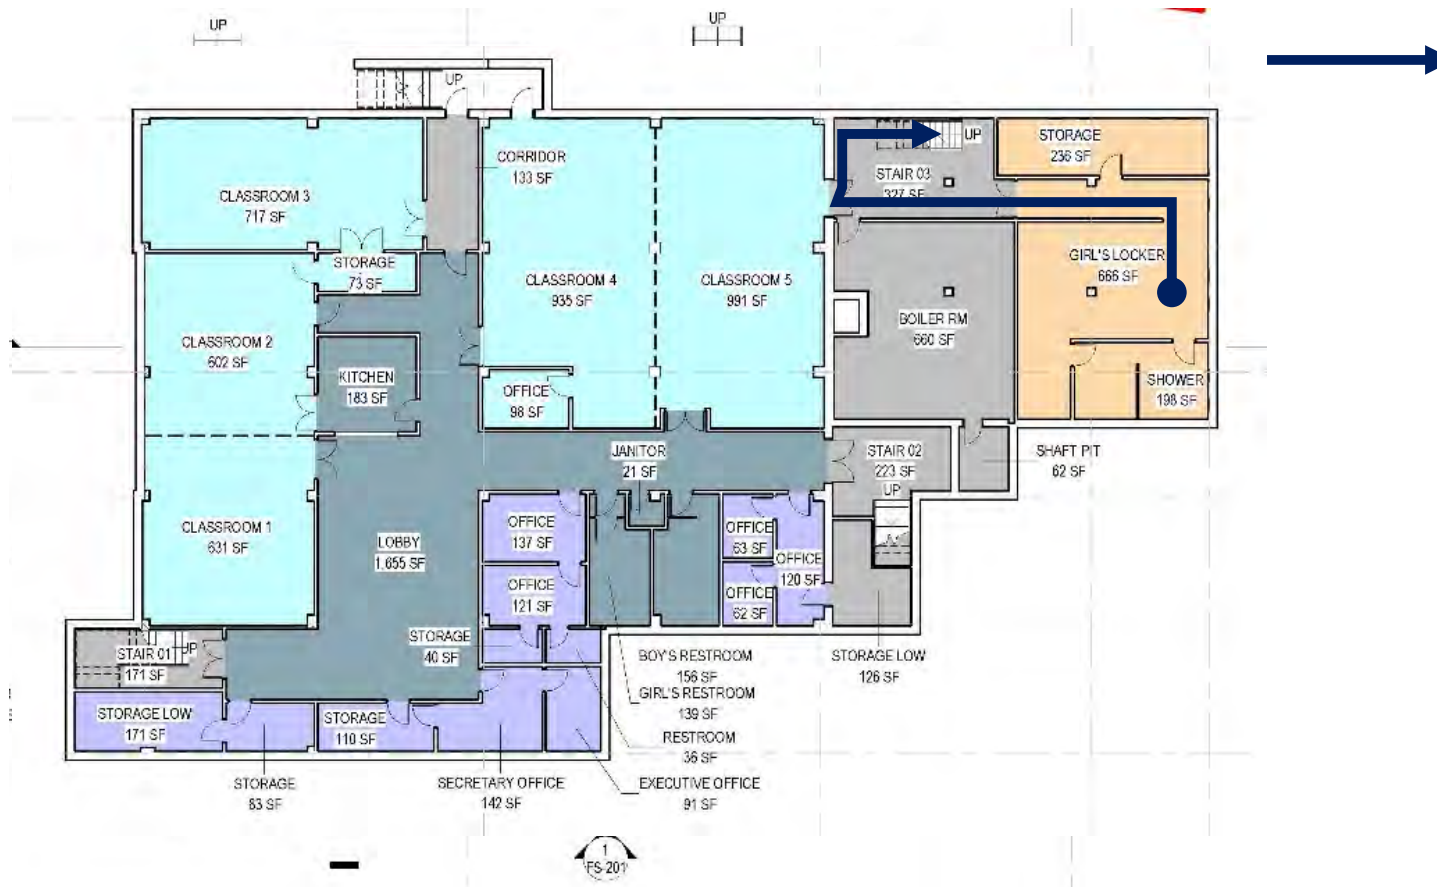 UP
UP
UP
CORRIDOR
133 SF
CLASSROOM 3
717 SF
STORAGE
73 SF
CLASSROOM 4
935 SF
CLASSROOM 5
991 SF
STAIR 03
327 SF
UP
STORAGE
236 SF
GIRL'S LOCKER
666 SF
BOILER RM
660 SF
CLASSROOM 2
602 SF
KITCHEN
183 SF
OFFICE
98 SF
SHOWER
198 SF
JANITOR
21 SF
STAIR 02
223 SF
UP
SHAFT PIT
62 SF
CLASSROOM 1
631 SF
LOBBY
1,655 SF
OFFICE
137 SF
OFFICE
63 SF
OFFICE
120 SF
OFFICE
121 SF
OFFICE
62 SF
STORAGE
40 SF
STAIR 01
171 SF
UP
BOY'S RESTROOM
156 SF
GIRL'S RESTROOM
139 SF
RESTROOM
36 SF
STORAGE LOW
126 SF
STORAGE LOW
171 SF
STORAGE
110 SF
STORAGE
83 SF
SECRETARY OFFICE
142 SF
EXECUTIVE OFFICE
91 SF
1
FS-201